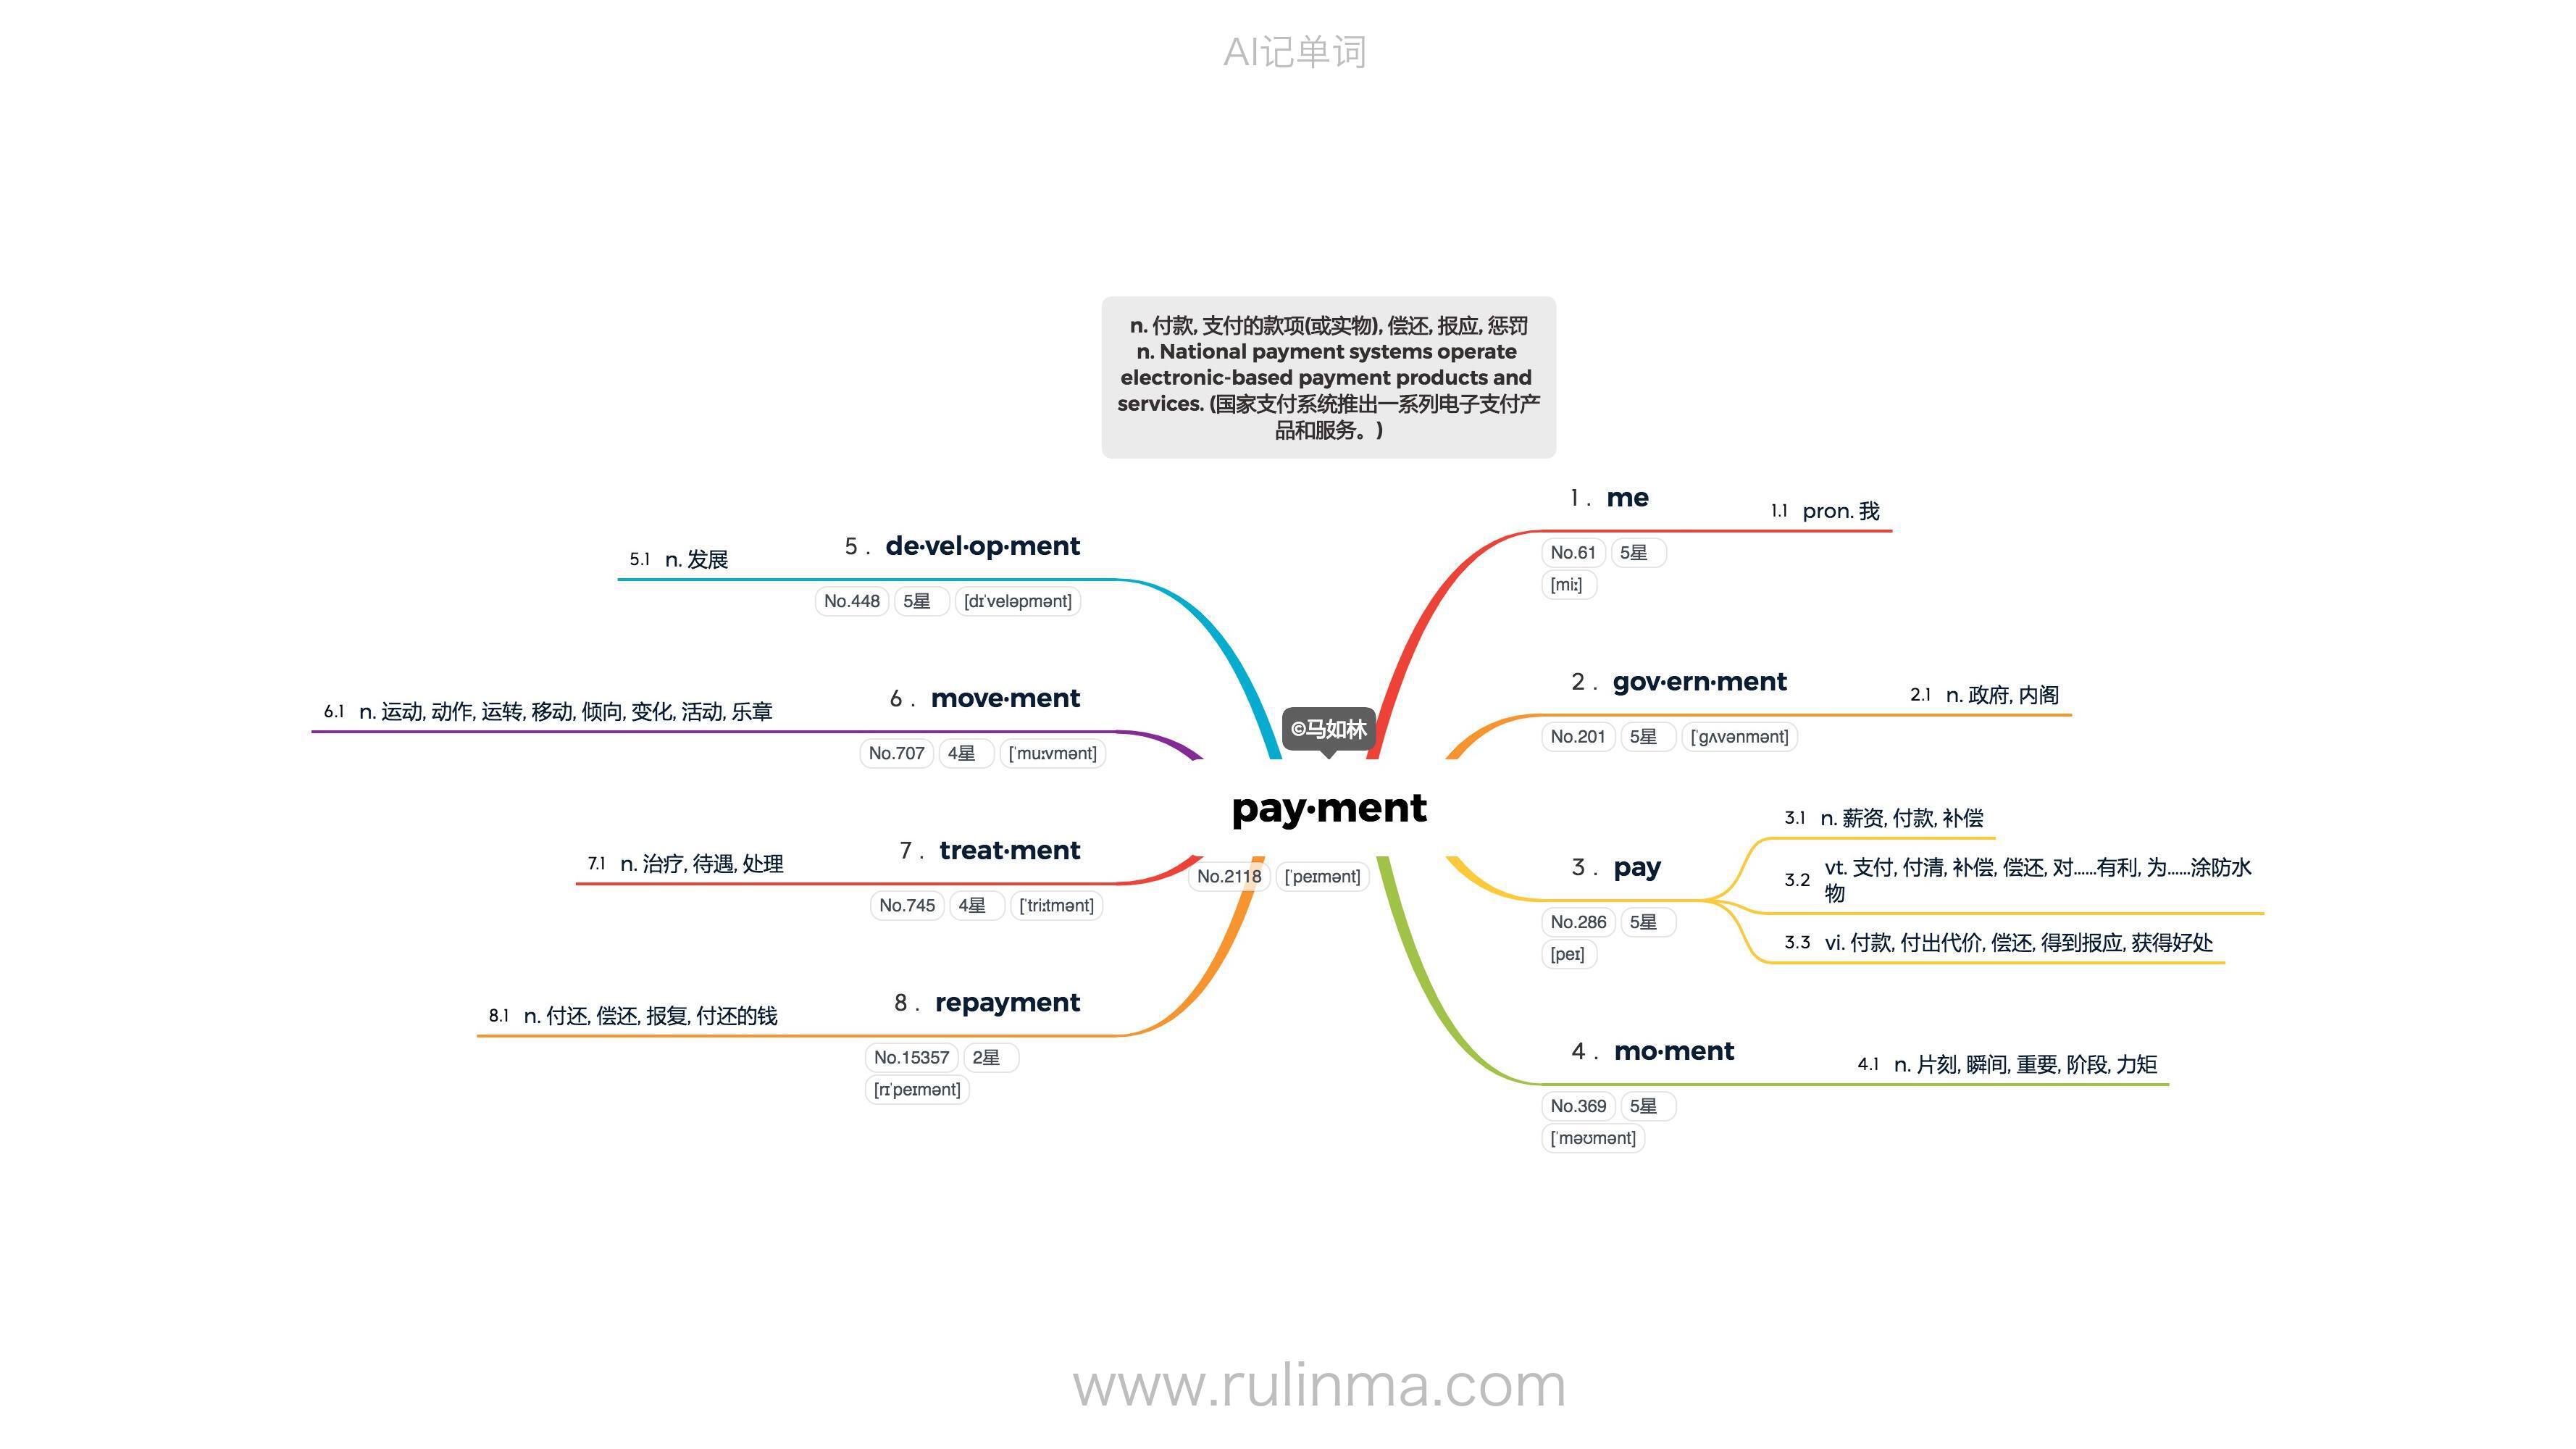 AI记单词
n. 付款, 支付的款项(或实物), 偿还, 报应, 惩罚
n. National payment systems operate
electronic-based payment products and
services. (国家支付系统推出一系列电子支付产
品和服务。)
©马如林
pay·ment
No.2118 [ˈpeɪmənt]
1 . me
1.1 pron. 我
No.61 5星
[miː]
2 . gov·ern·ment
2.1 n. 政府, 内阁
No.201 5星 [ˈɡʌvənmənt]
3 . pay
No.286 5星
[peɪ]
3.1 n. 薪资, 付款, 补偿
3.2 vt. 支付, 付清, 补偿, 偿还, 对……有利, 为……涂防水
物
3.3 vi. 付款, 付出代价, 偿还, 得到报应, 获得好处
4 . mo·ment
4.1 n. 片刻, 瞬间, 重要, 阶段, 力矩
No.369 5星
[ˈməʊmənt]
5 . de·vel·op·ment
5.1 n. 发展
No.448 5星 [dɪˈveləpmənt]
6 . move·ment
6.1 n. 运动, 动作, 运转, 移动, 倾向, 变化, 活动, 乐章
No.707 4星 [ˈmuːvmənt]
7 . treat·ment
7.1 n. 治疗, 待遇, 处理
No.745 4星 [ˈtriːtmənt]
8 . repayment
8.1 n. 付还, 偿还, 报复, 付还的钱
No.15357 2星
[rɪˈpeɪmənt]
www.rulinma.com